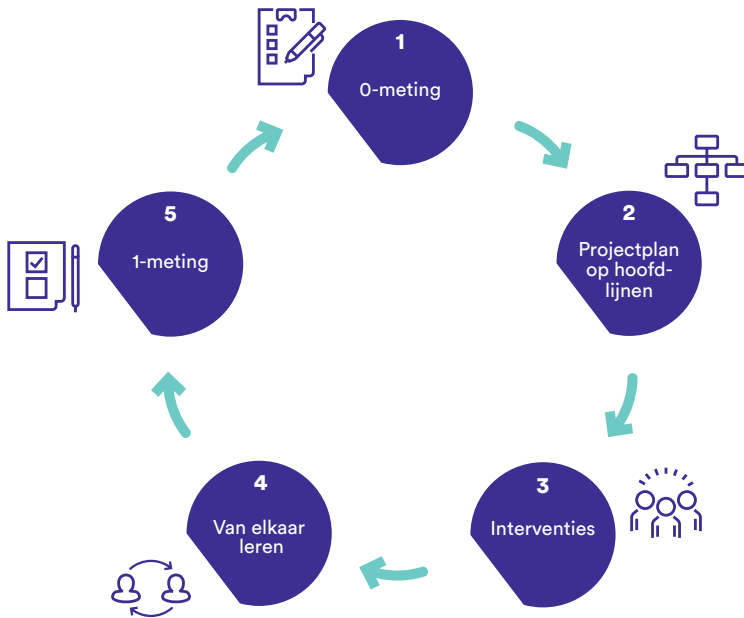 1
0-meting
2
Projectplan
op hoofd-
lijnen
3
Interventies
4
Van elkaar
leren
5
1-meting